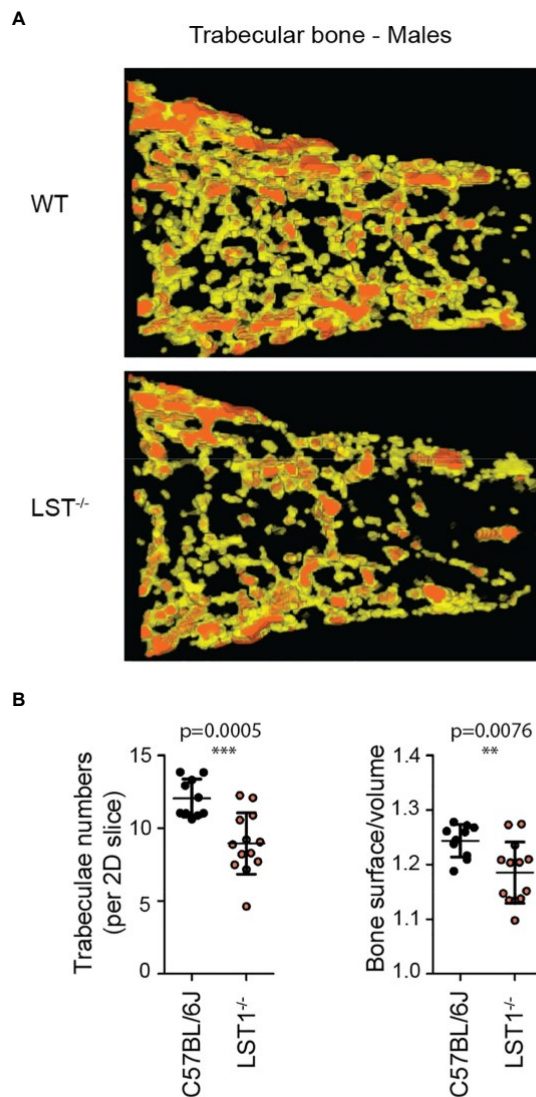 A
Trabecular bone - Males
WT
LST-/-
B
p=0.0005
***
Trabeculae numbers
(per 2D slice)
15
10
5
0
C57BL/6J
LST1-/-
p=0.0076
**
Bone surface/volume
1.4
1.3
1.2
1.1
1.0
C57BL/6J
LST1-/-